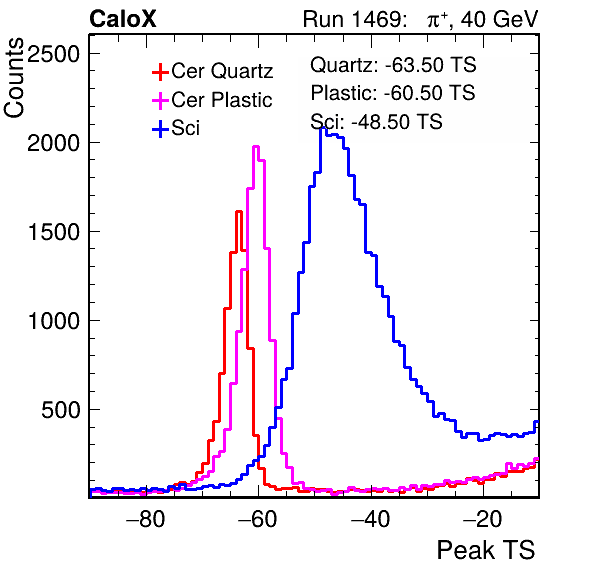 CaloX Run 1469: π⁺, 40 GeV
Counts
2500
2000
1500
1000
500
Cer Quartz
Cer Plastic
Sci
Quartz: -63.50 TS
Plastic: -60.50 TS
Sci: -48.50 TS
−80 −60 −40 −20
Peak TS